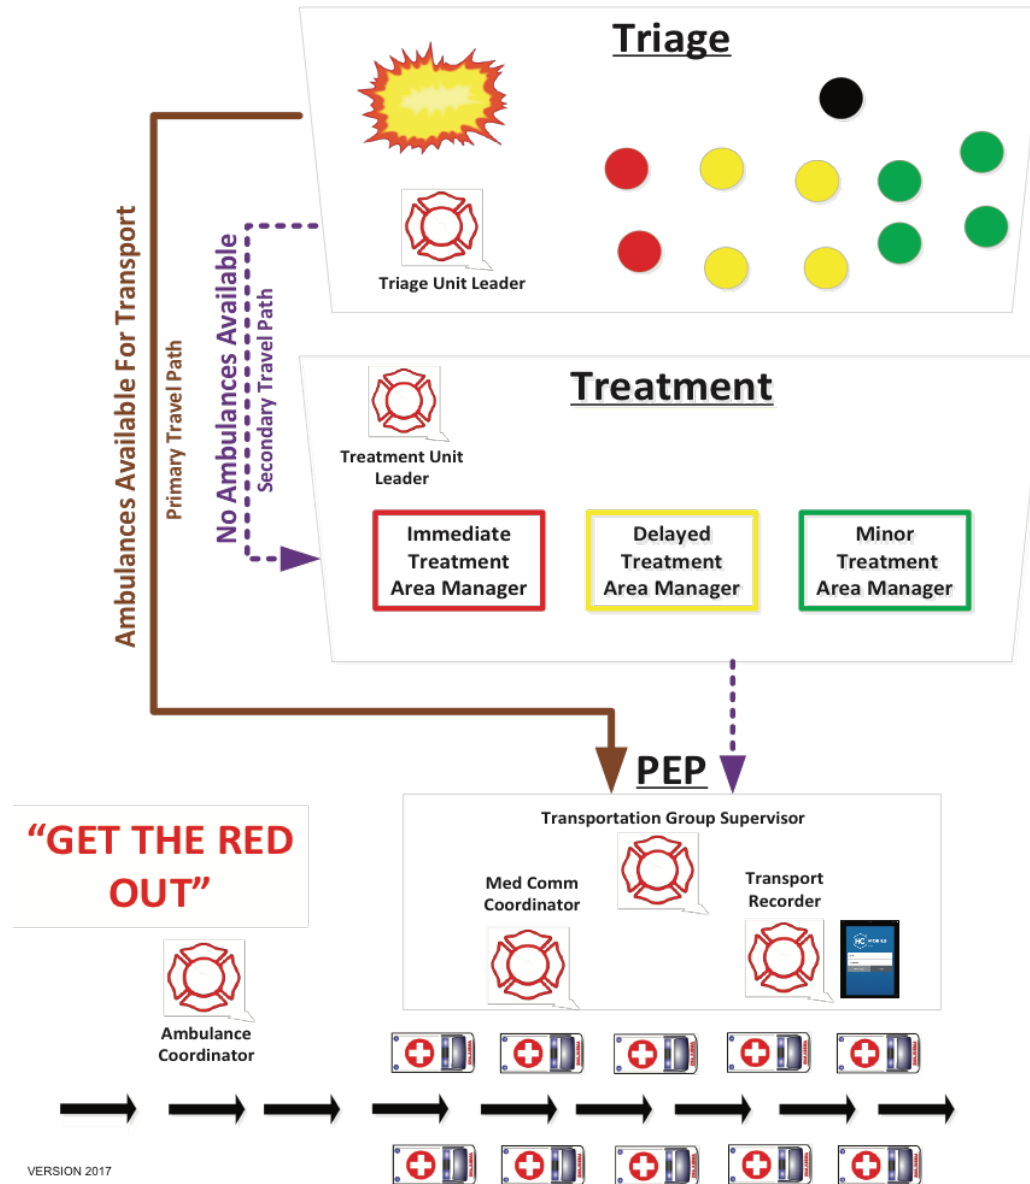 Triage
Triage Unit Leader
Ambulances Available For Transport
Primary Travel Path
No Ambulances Available
Secondary Travel Path
Treatment
Treatment Unit
Leader
Immediate
Treatment
Area Manager
Delayed
Treatment
Area Manager
Minor
Treatment
Area Manager
PEP
Transportation Group Supervisor
Med Comm
Coordinator
Transport
Recorder
HC MOBILE
“GET THE RED
OUT”
Ambulance
Coordinator
VERSION 2017